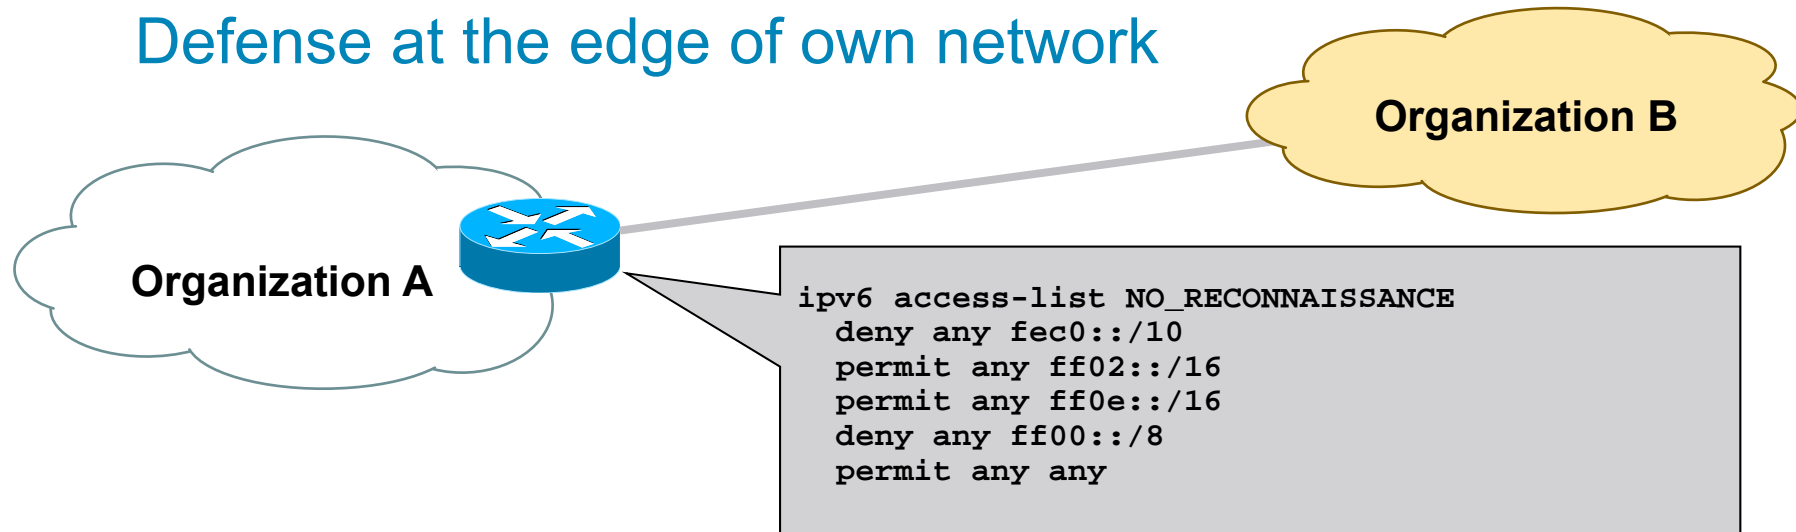 Defense at the edge of own network
Organization B
Organization A
ipv6 access-list NO_RECONNAISSANCE
deny any fec0::/10
permit any ff02::/16
permit any ff0e::/16
deny any ff00::/8
permit any any